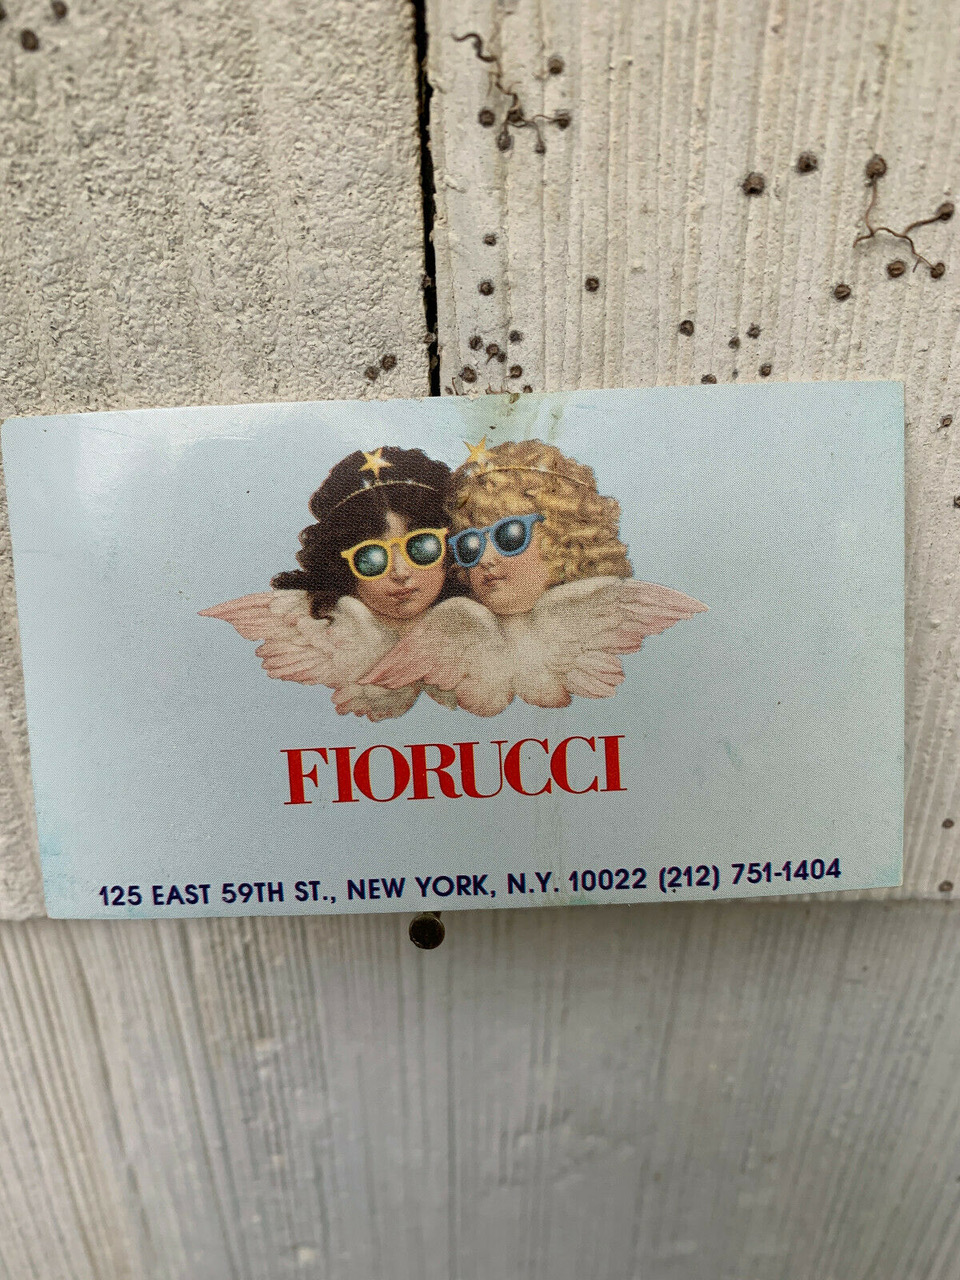 FIORUCCI
125 EAST 59TH ST., NEW YORK, N.Y. 10022 (212) 751-1404